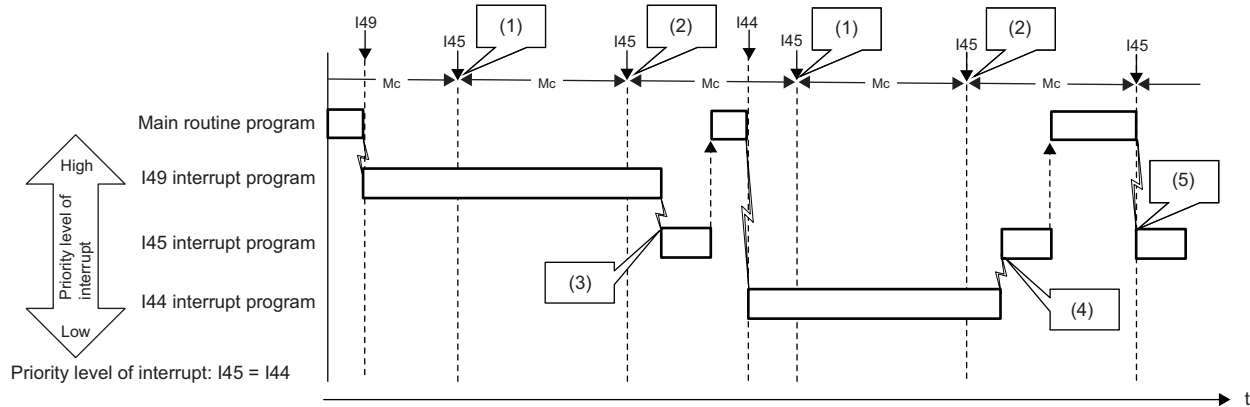 I49
(1)
(2)
I44
(1)
(2)
I45
I45
I45
I45
I45
Mc
Mc
Mc
Mc
Mc
Main routine program
High
I49 interrupt program
(5)
Priority level of
interrupt
I45 interrupt program
(3)
I44 interrupt program
(4)
Low
Priority level of interrupt: I45 = I44
t